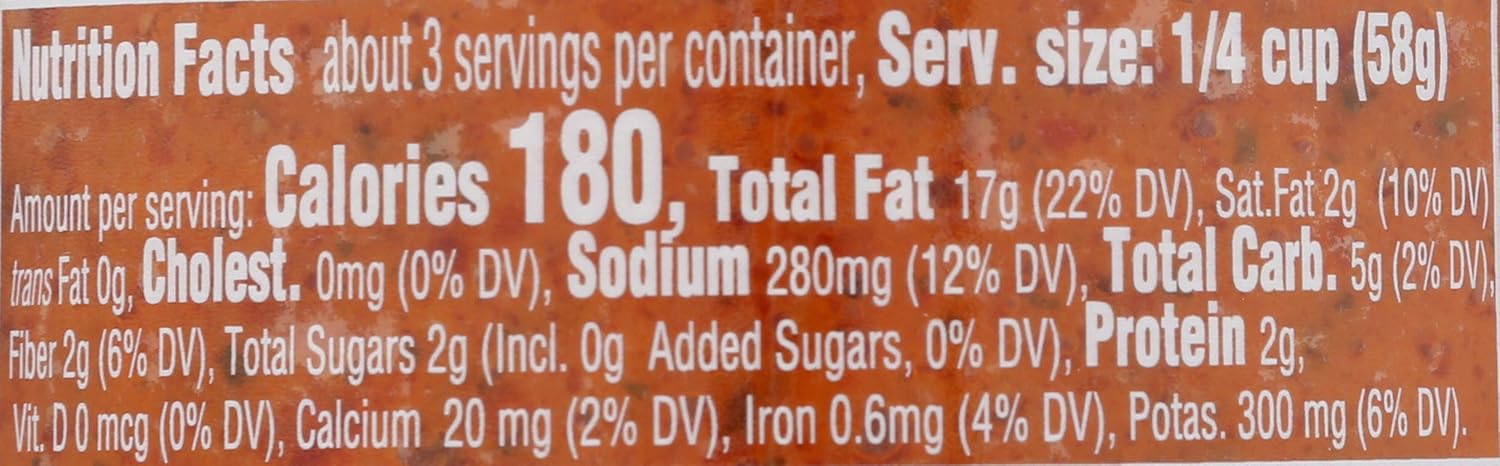 Nutrition Facts about 3 servings per container, Serv. size: 1/4 cup (58g)
Amount per serving: Calories 180, Total Fat 17g (22% DV), Sat.Fat 2g (10% DV)
trans Fat 0g, Cholest. 0mg (0% DV), Sodium 280mg (12% DV), Total Carb. 5g (2% DV),
Fiber 2g (6% DV), Total Sugars 2g (Incl. 0g Added Sugars, 0% DV), Protein 2g,
Vit. D 0 mcg (0% DV), Calcium 20 mg (2% DV), Iron 0.6mg (4% DV), Potas. 300 mg (6% DV).